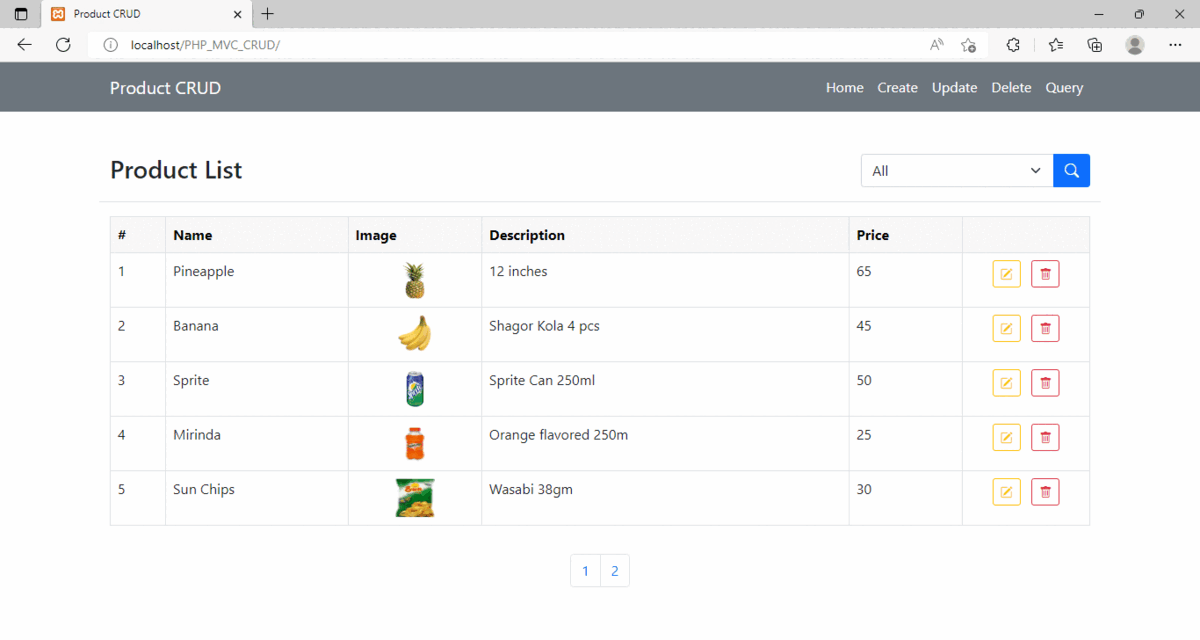 Product CRUD
localhost/PHP_MVC_CRUD/
Product CRUD Home Create Update Delete Query
Product List All
# Name Image Description Price
1 Pineapple 12 inches 65
2 Banana Shagor Kola 4 pcs 45
3 Sprite Sprite Can 250ml 50
4 Mirinda Orange flavored 250m 25
5 Sun Chips Wasabi 38gm 30
1 2